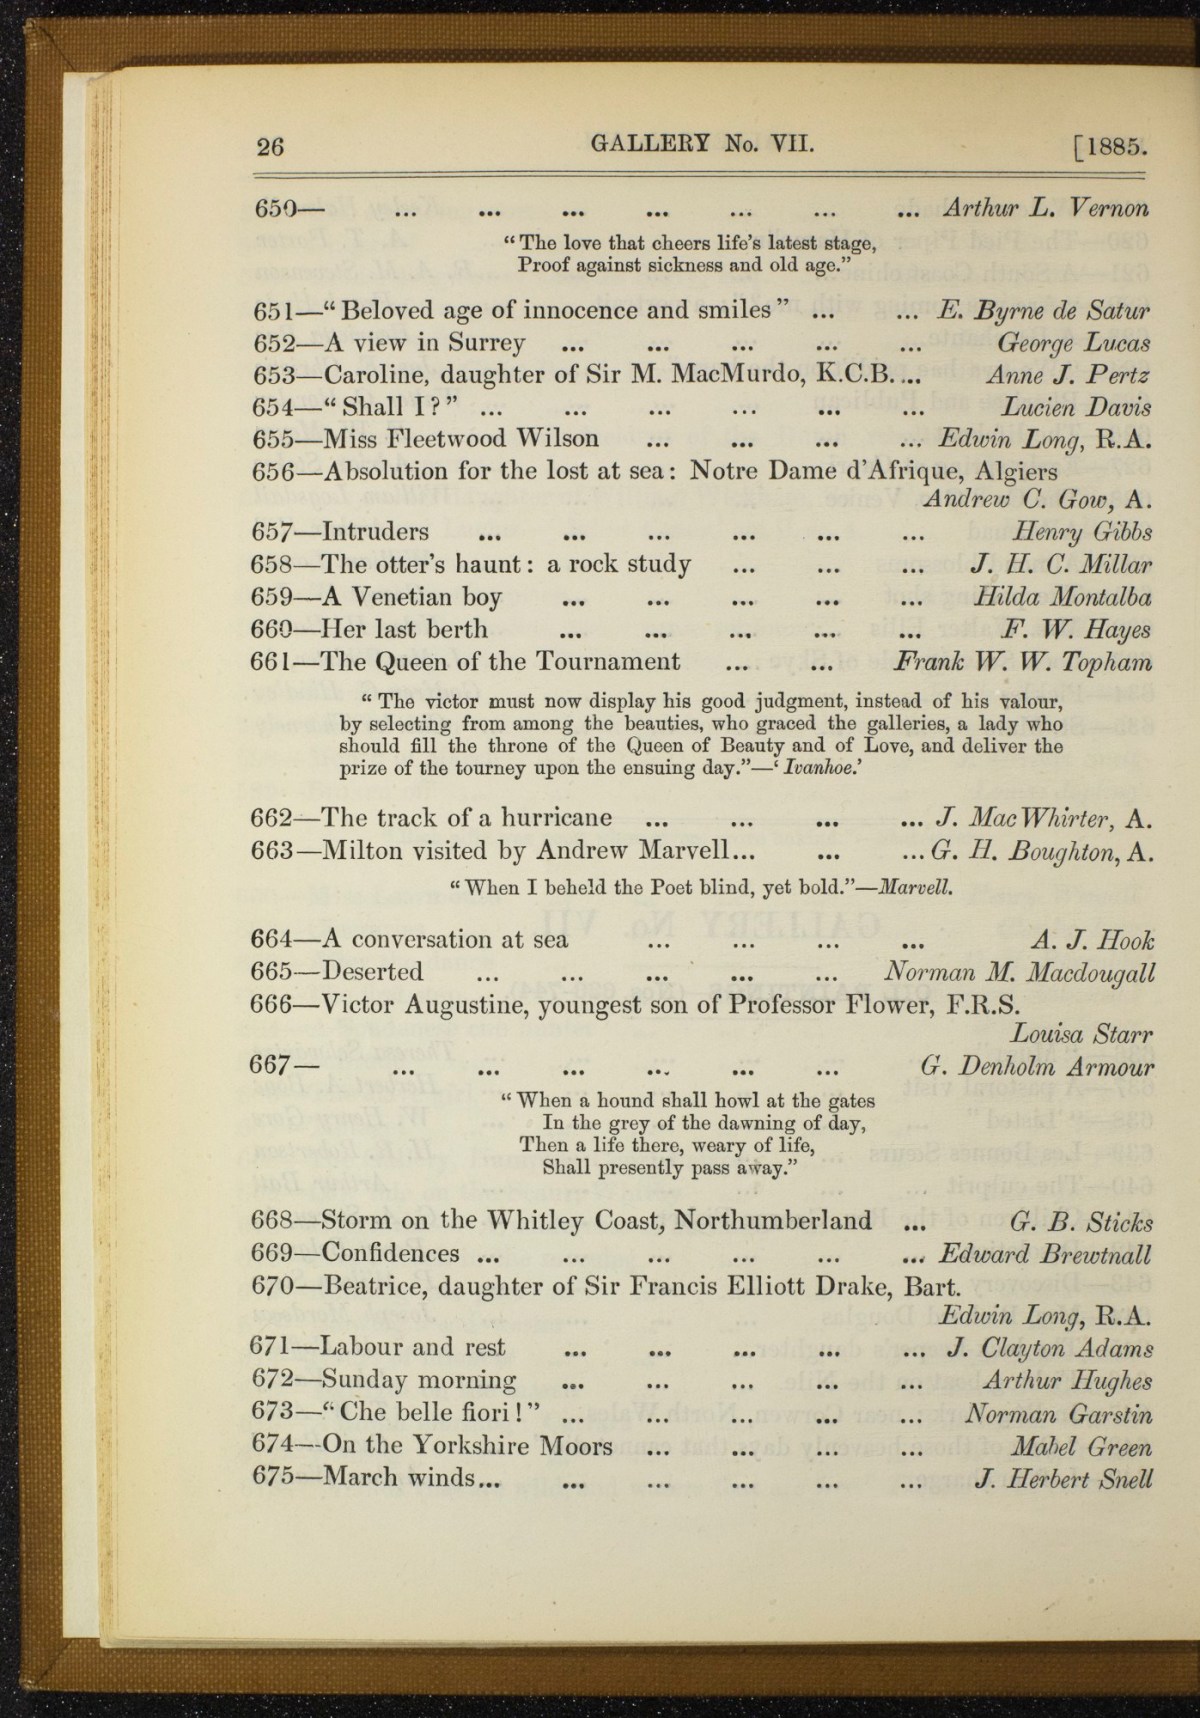 26 GALLERY No. VII. [1885.
650— ... ... ... ... ... ... ... Arthur L. Vernon
“The love that cheers life’s latest stage,
Proof against sickness and old age.”
651—“Beloved age of innocence and smiles” ... ... E. Byrne de Satur
652—A view in Surrey ... ... ... ... ... George Lucas
653—Caroline, daughter of Sir M. MacMurdo, K.C.B.... Anne J. Pertz
654—“Shall I?” ... ... ... ... ... ... Lucien Davis
655—Miss Fleetwood Wilson ... ... ... ... Edwin Long, R.A.
656—Absolution for the lost at sea: Notre Dame d’Afrique, Algiers
Andrew C. Gow, A.
657—Intruders ... ... ... ... ... ... Henry Gibbs
658—The otter’s haunt: a rock study ... ... ... J. H. C. Millar
659—A Venetian boy ... ... ... ... ... Hilda Montalba
660—Her last berth ... ... ... ... ... F. W. Hayes
661—The Queen of the Tournament ... ... Frank W. W. Topham
“The victor must now display his good judgment, instead of his valour,
by selecting from among the beauties, who graced the galleries, a lady who
should fill the throne of the Queen of Beauty and of Love, and deliver the
prize of the tourney upon the ensuing day.”—‘Ivanhoe.’
662—The track of a hurricane ... ... ... ... J. MacWhirter, A.
663—Milton visited by Andrew Marvell... ... ... G. H. Boughton, A.
“When I beheld the Poet blind, yet bold.”—Marvell.
664—A conversation at sea ... ... ... ... A. J. Hook
665—Deserted ... ... ... ... ... Norman M. Macdougall
666—Victor Augustine, youngest son of Professor Flower, F.R.S.
Louisa Starr
667— ... ... ... ... ... ... G. Denholm Armour
“When a hound shall howl at the gates
In the grey of the dawning of day,
Then a life there, weary of life,
Shall presently pass away.”
668—Storm on the Whitley Coast, Northumberland ... G. B. Sticks
669—Confidences ... ... ... ... ... ... Edward Brewtnall
670—Beatrice, daughter of Sir Francis Elliott Drake, Bart.
Edwin Long, R.A.
671—Labour and rest ... ... ... ... ... J. Clayton Adams
672—Sunday morning ... ... ... ... ... Arthur Hughes
673—“Che belle fiori!” ... ... ... ... ... Norman Garstin
674—On the Yorkshire Moors ... ... ... ... Mabel Green
675—March winds... ... ... ... ... ... J. Herbert Snell